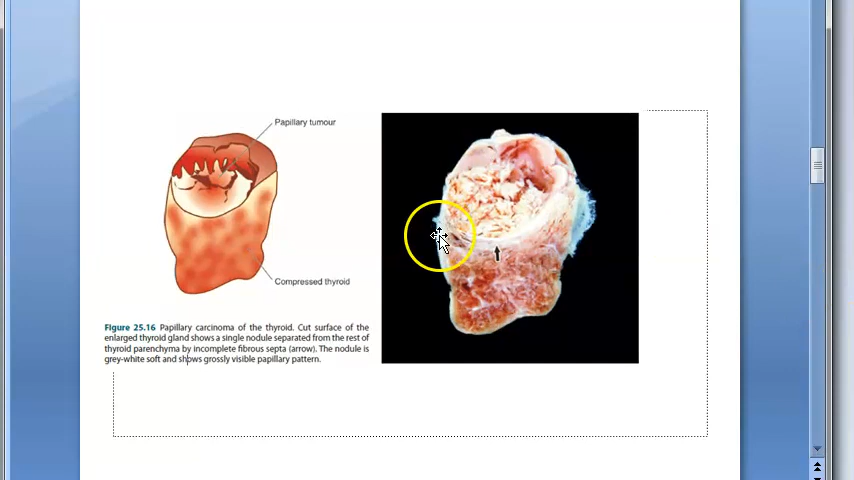 Papillary tumour
Compressed thyroid
Figure 25.16 Papillary carcinoma of the thyroid. Cut surface of the
enlarged thyroid gland shows a single nodule separated from the rest of
thyroid parenchyma by incomplete fibrous septa (arrow). The nodule is
grey-white soft and shows grossly visible papillary pattern.